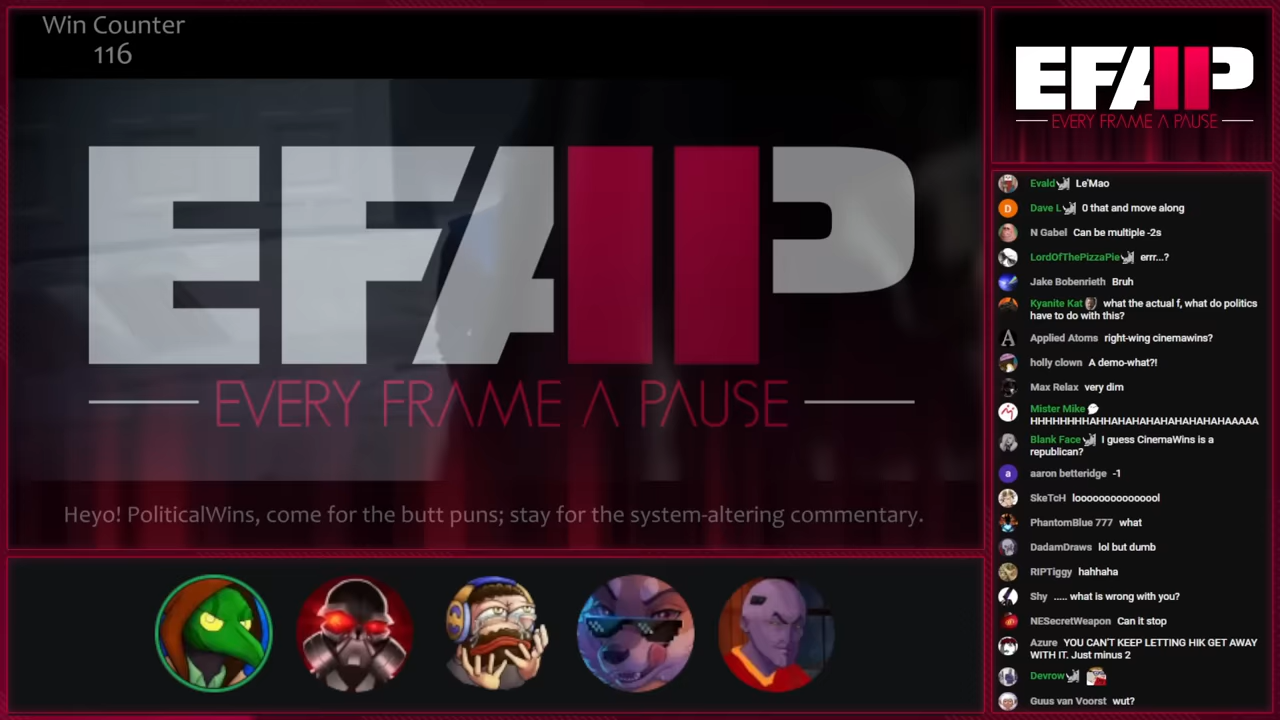 Win Counter
116
EFAP
EVERY FRAME A PAUSE
Heyo! PoliticalWins, come for the butt puns; stay for the system-altering commentary.
EFAP
EVERY FRAME A PAUSE
Evald Le'Mao
D Dave L 0 that and move along
N Gabel Can be multiple -2s
LordOfThePizzaPie errr...?
Jake Bobenrieth Bruh
Kyanite Kat what the actual f, what do politics
have to do with this?
A Applied Atoms right-wing cinemawins?
holly clown A demo-what?!
Max Relax very dim
Mister Mike
HHHHHHHHAHHAHAHAHAHAHAHAHAHAAAAA
Blank Face I guess CinemaWins is a
republican?
a aaron betteridge -1
SkeTcH looooooooooooool
PhantomBlue 777 what
DadamDraws lol but dumb
RIPTiggy hahhaha
Shy ..... what is wrong with you?
NESecretWeapon Can it stop
Azure YOU CAN'T KEEP LETTING HIK GET AWAY
WITH IT. Just minus 2
Devrow
Guus van Voorst wut?